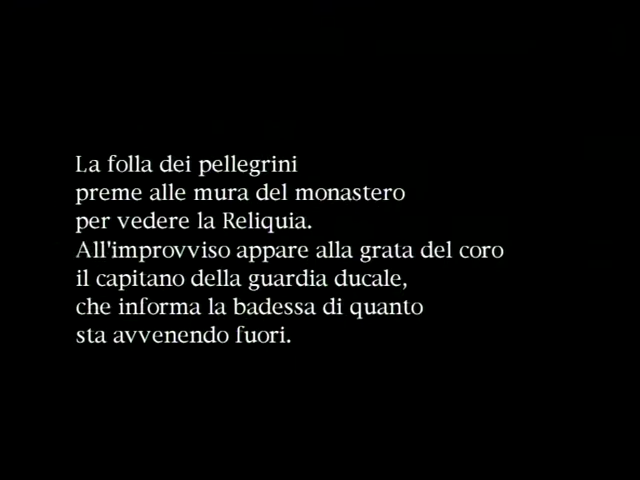 La folla dei pellegrini
preme alle mura del monastero
per vedere la Reliquia.
All'improvviso appare alla grata del coro
il capitano della guardia ducale,
che informa la badessa di quanto
sta avvenendo fuori.